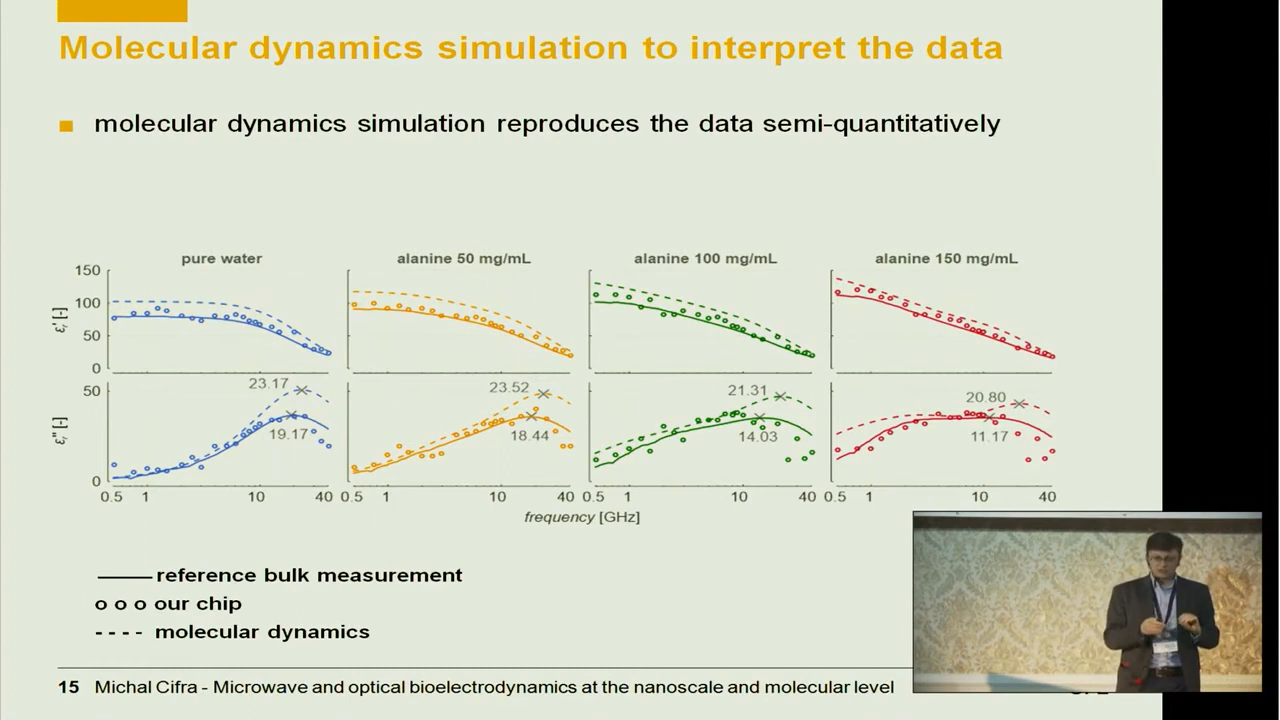 Molecular dynamics simulation to interpret the data
molecular dynamics simulation reproduces the data semi-quantitatively
pure water
alanine 50 mg/mL
alanine 100 mg/mL
alanine 150 mg/mL
150
100
50
0
εr' [-]
50
0
εr'' [-]
23.17
19.17
23.52
18.44
21.31
14.03
20.80
11.17
0.5 1 10 40
0.5 1 10 40
0.5 1 10 40
0.5 1 10 40
frequency [GHz]
reference bulk measurement
o o o our chip
- - - - molecular dynamics
15 Michal Cifra - Microwave and optical bioelectrodynamics at the nanoscale and molecular level